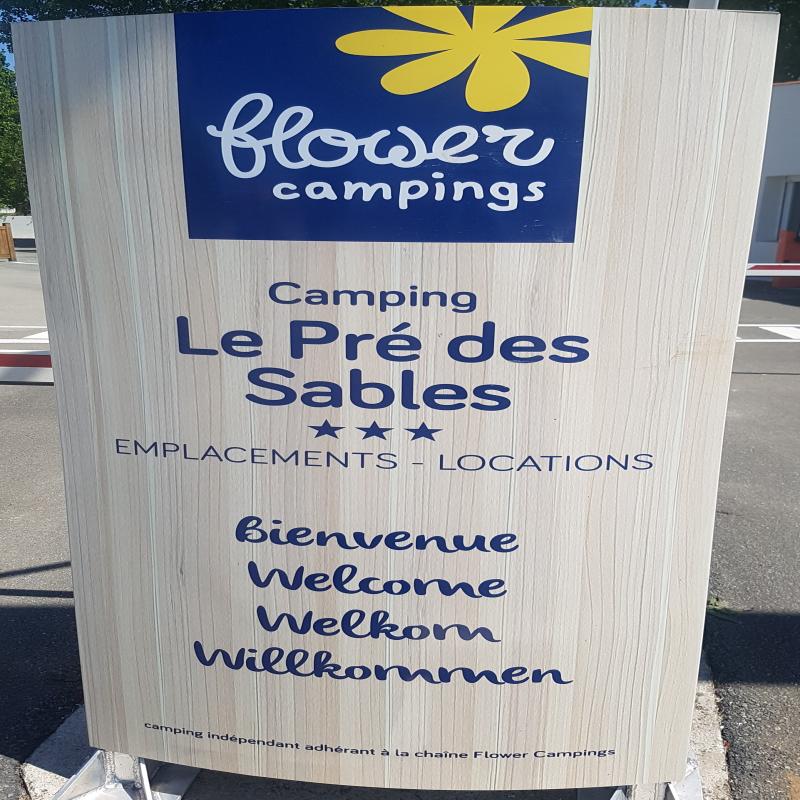 flower
campings
Camping
Le Pré des
Sables
EMPLACEMENTS - LOCATIONS
Bienvenue
Welcome
Welkom
Willkommen
camping indépendant adhérant à la chaîne Flower Campings